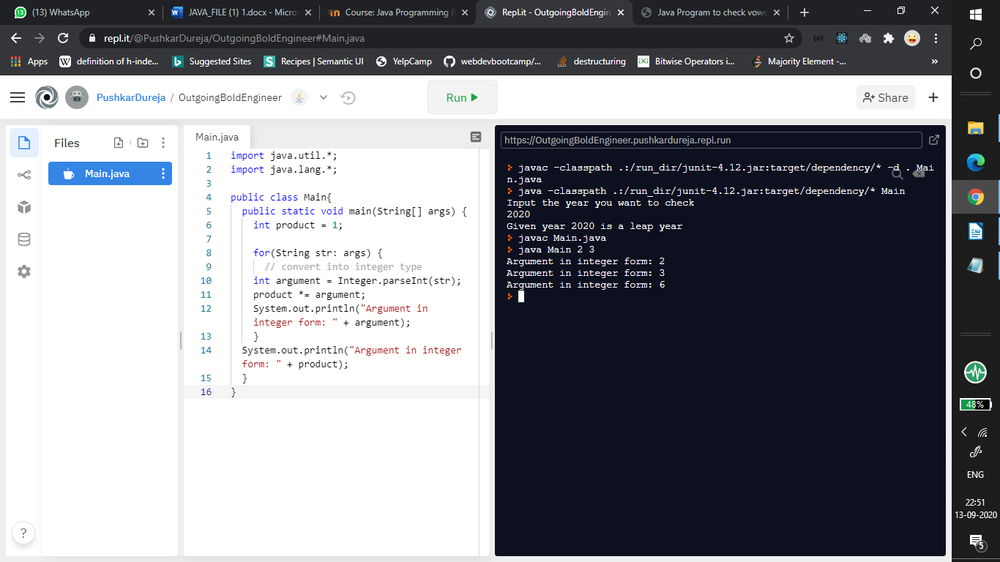 (13) WhatsApp
JAVA_FILE (1) 1.docx - Micros
Course: Java Programming (
Repl.it - OutgoingBoldEngin
Java Program to check vowe
repl.it/@PushkarDureja/OutgoingBoldEngineer#Main.java
Apps
definition of h-inde...
Suggested Sites
Recipes | Semantic UI
YelpCamp
webdevbootcamp/...
destructuring
Bitwise Operators i...
Majority Element -...
»
PushkarDureja / OutgoingBoldEngineer
Run
Share
Files
Main.java
Main.java
1 import java.util.*;
2 import java.lang.*;
3
4 public class Main{
5 public static void main(String[] args) {
6 int product = 1;
7
8 for(String str: args) {
9 // convert into integer type
10 int argument = Integer.parseInt(str);
11 product *= argument;
12 System.out.println("Argument in
integer form: " + argument);
13 }
14 System.out.println("Argument in integer
form: " + product);
15 }
16 }
?
https://OutgoingBoldEngineer.pushkardureja.repl.run
javac -classpath .:/run_dir/junit-4.12.jar:target/dependency/* -d . Mai
n.java
java -classpath .:/run_dir/junit-4.12.jar:target/dependency/* Main
Input the year you want to check
2020
Given year 2020 is a leap year
javac Main.java
java Main 2 3
Argument in integer form: 2
Argument in integer form: 3
Argument in integer form: 6
48%
ENG
22:51
13-09-2020
5